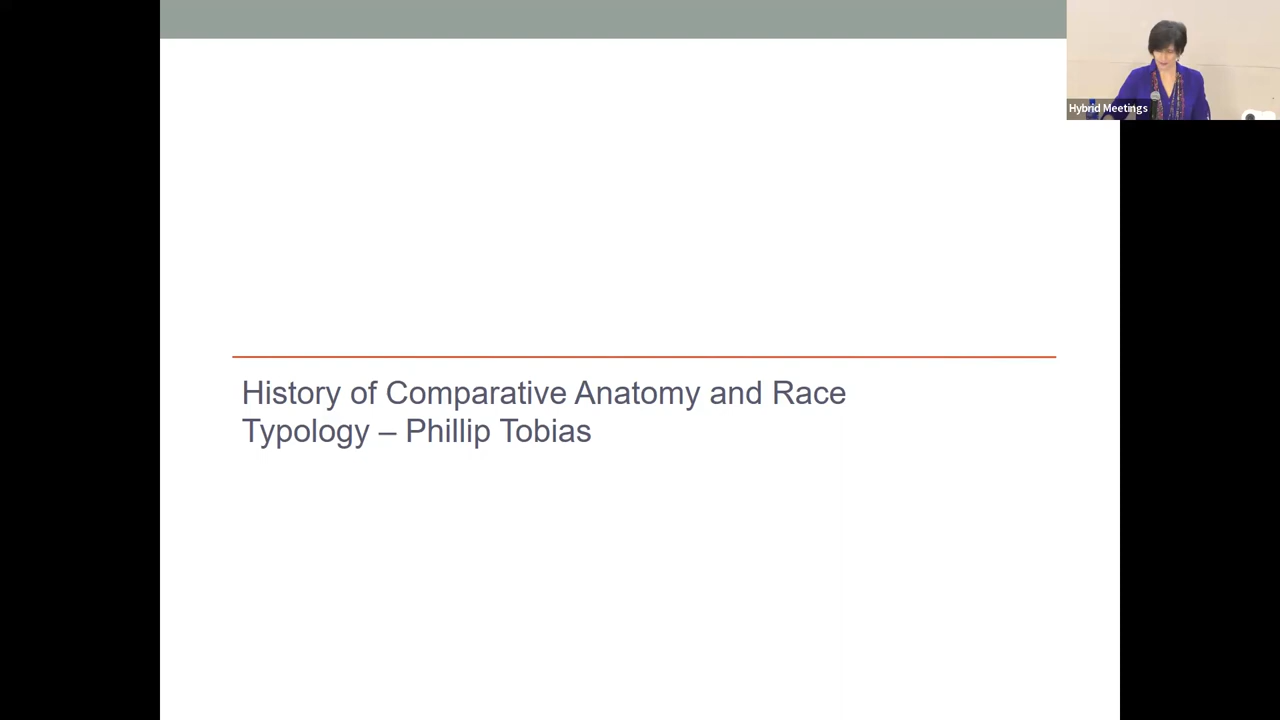 Hybrid Meetings
History of Comparative Anatomy and Race
Typology – Phillip Tobias